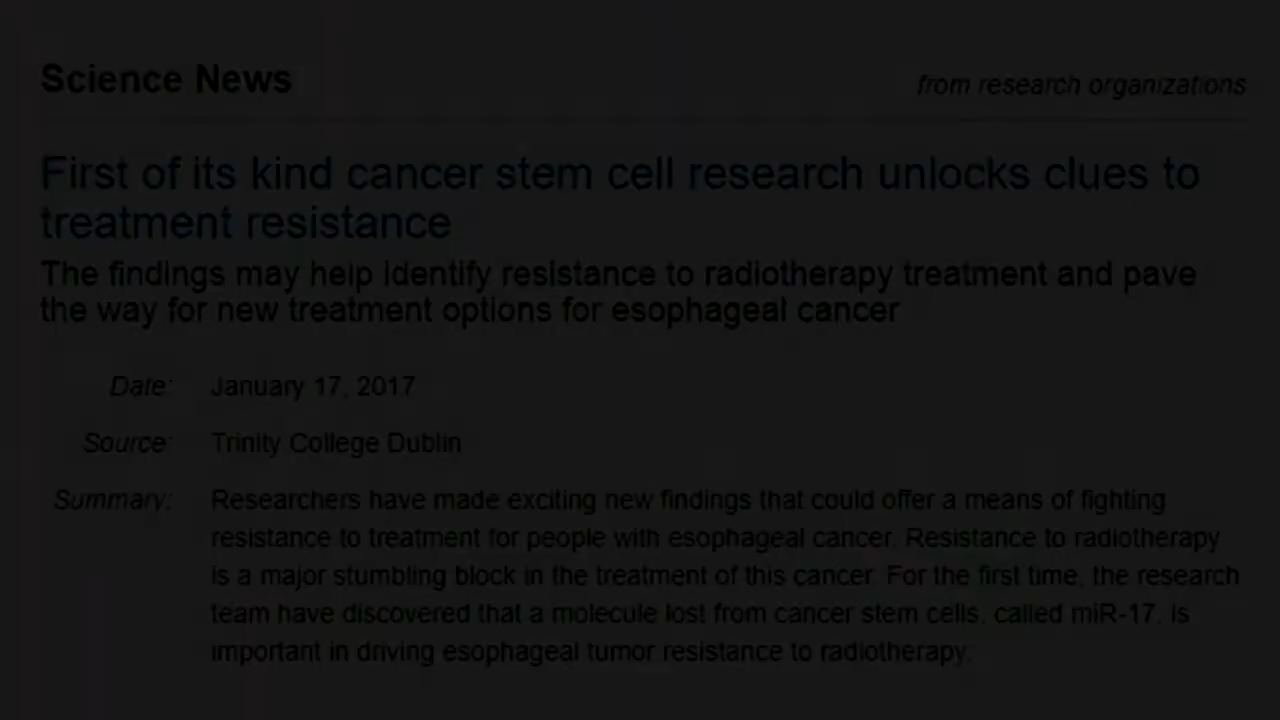 Science News
from research organizations
First of its kind cancer stem cell research unlocks clues to
treatment resistance
The findings may help identify resistance to radiotherapy treatment and pave
the way for new treatment options for esophageal cancer
Date: January 17, 2017
Source: Trinity College Dublin
Summary: Researchers have made exciting new findings that could offer a means of fighting
resistance to treatment for people with esophageal cancer. Resistance to radiotherapy
is a major stumbling block in the treatment of this cancer. For the first time, the research
team have discovered that a molecule lost from cancer stem cells, called miR-17, is
important in driving esophageal tumor resistance to radiotherapy.